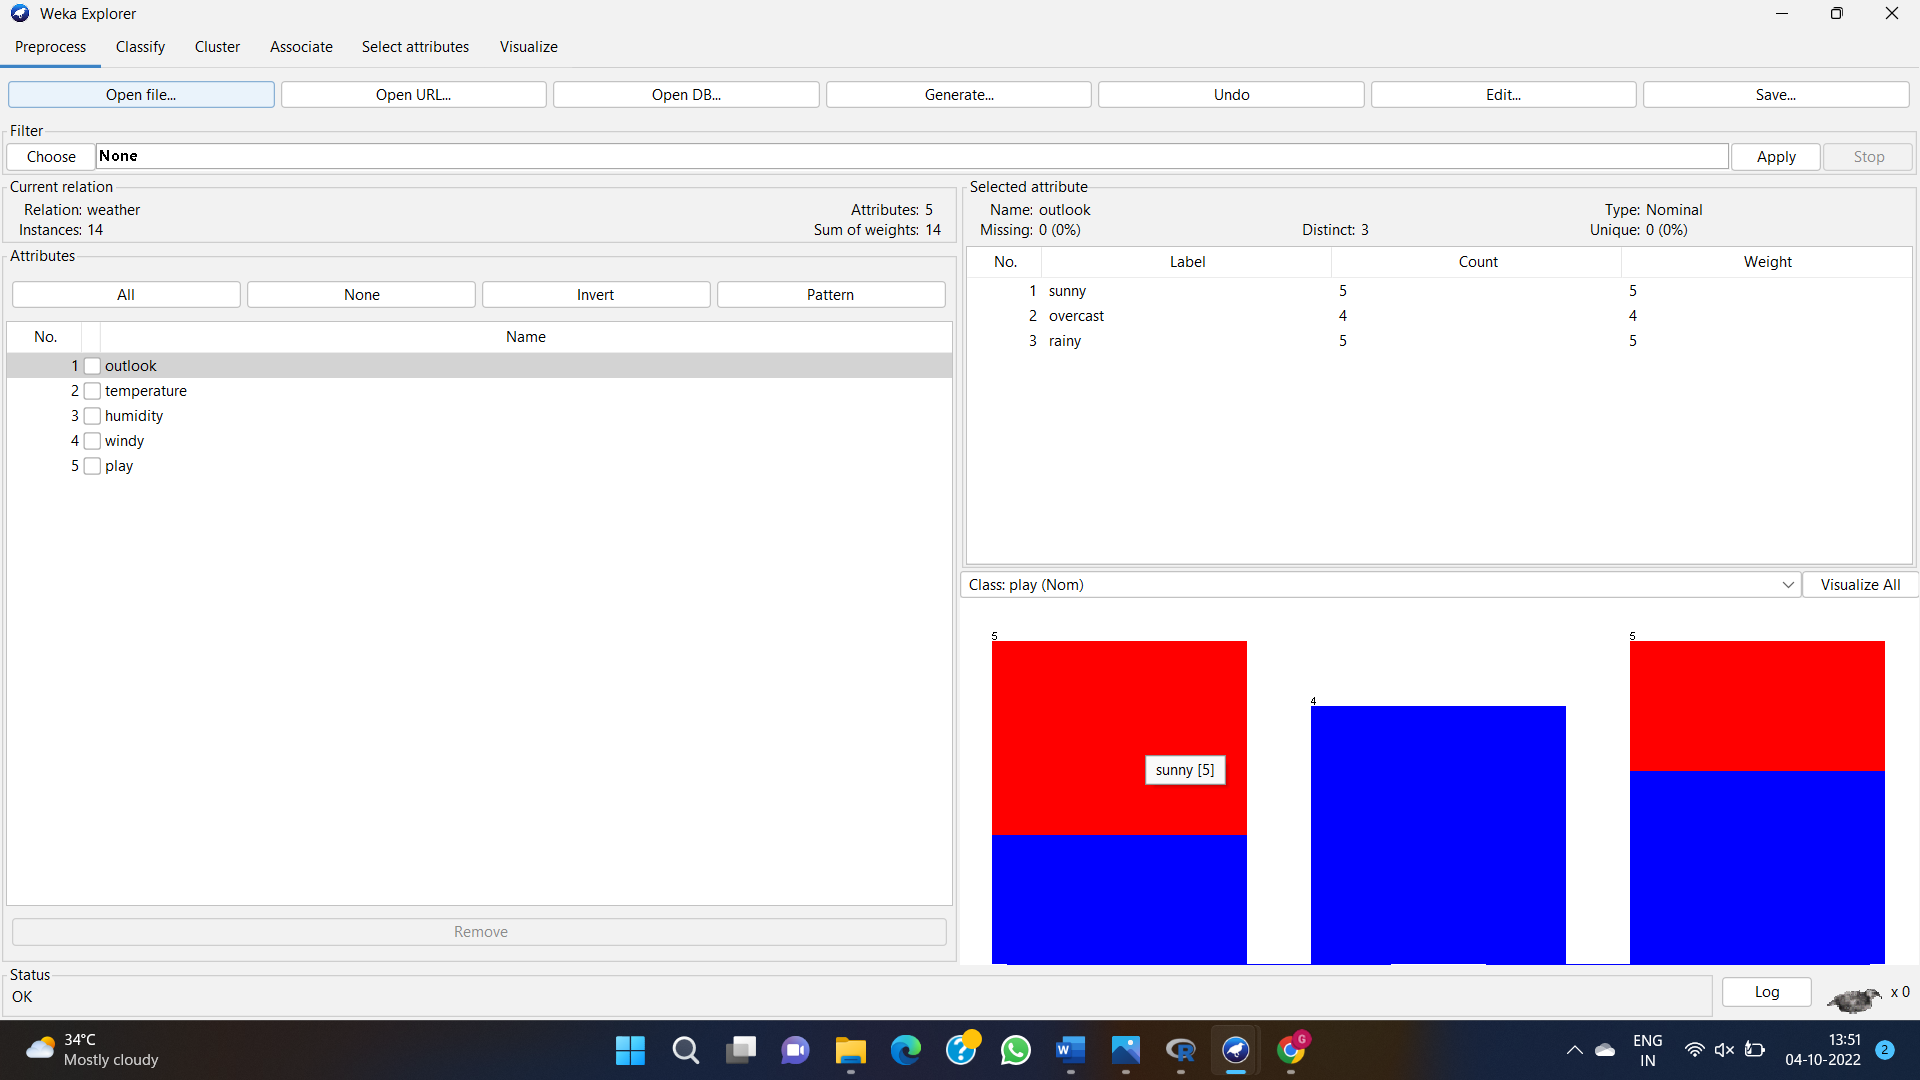 Weka Explorer
Preprocess Classify Cluster Associate Select attributes Visualize
Open file... Open URL... Open DB... Generate... Undo Edit... Save...
Filter
Choose None Apply Stop
Current relation
Relation: weather Attributes: 5
Instances: 14 Sum of weights: 14
Attributes
All None Invert Pattern
No. Name
1 outlook
2 temperature
3 humidity
4 windy
5 play
Remove
Selected attribute
Name: outlook Type: Nominal
Missing: 0 (0%) Distinct: 3 Unique: 0 (0%)
No. Label Count Weight
1 sunny 5 5
2 overcast 4 4
3 rainy 5 5
Class: play (Nom) Visualize All
5 5
4
sunny [5]
Status
OK
Log x 0
34°C
Mostly cloudy
W
R
G
ENG
IN
13:51
04-10-2022
2